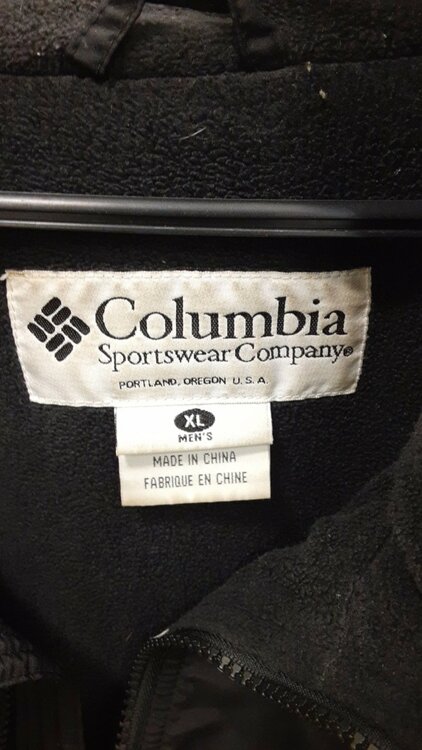 Columbia
Sportswear Company®
PORTLAND, OREGON U.S.A.
XL
MEN'S
MADE IN CHINA
FABRIQUE EN CHINE